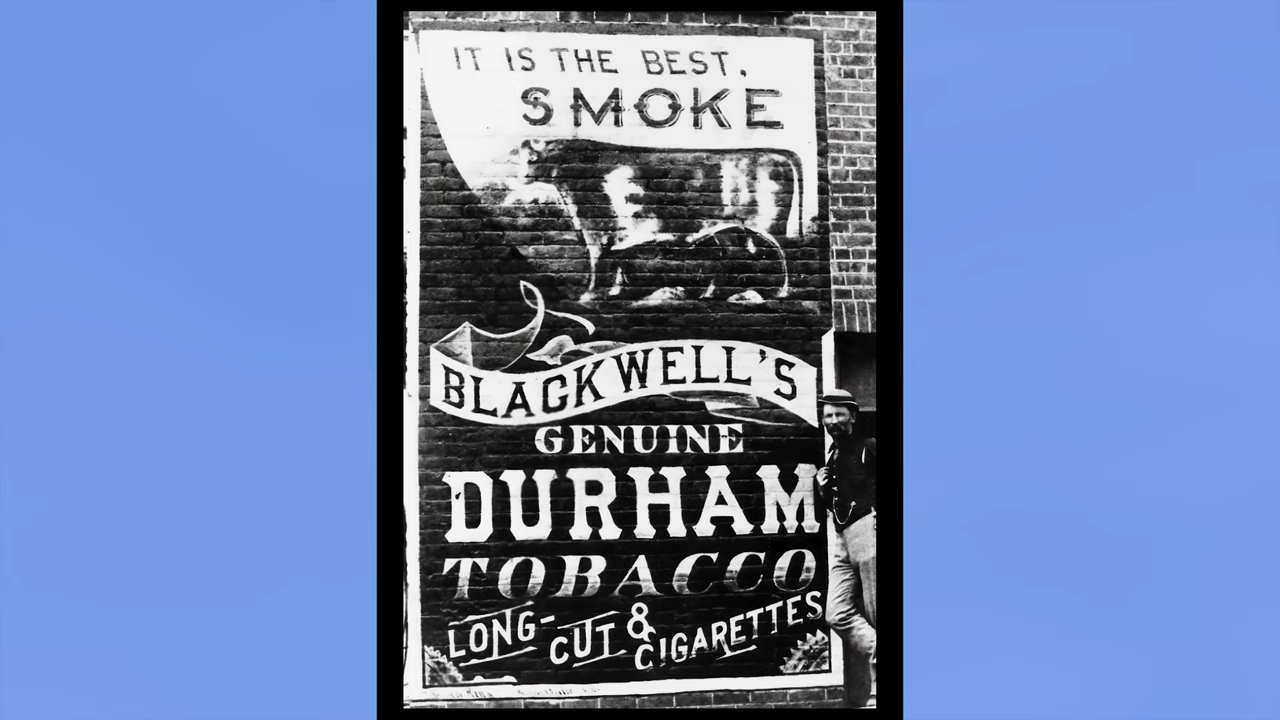 IT IS THE BEST.
SMOKE
BLACKWELL'S
GENUINE
DURHAM
TOBACCO
LONG-CUT & CIGARETTES